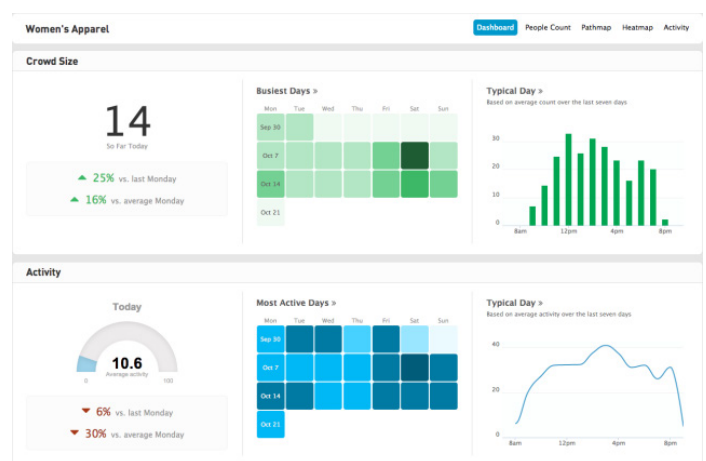 Women's Apparel
Dashboard People Count Pathmap Heatmap Activity
Crowd Size
14
So Far Today
▲ 25% vs. last Monday
▲ 16% vs. average Monday
Busiest Days »
Mon Tue Wed Thu Fri Sat Sun
Sep 30
Oct 7
Oct 14
Oct 21
Typical Day »
Based on average count over the last seven days
30
20
10
0
8am 12pm 4pm 8pm
Activity
Today
10.6
Average activity
0 100
▼ 6% vs. last Monday
▼ 30% vs. average Monday
Most Active Days »
Mon Tue Wed Thu Fri Sat Sun
Sep 30
Oct 7
Oct 14
Oct 21
Typical Day »
Based on average activity over the last seven days
40
20
0
8am 12pm 4pm 8pm